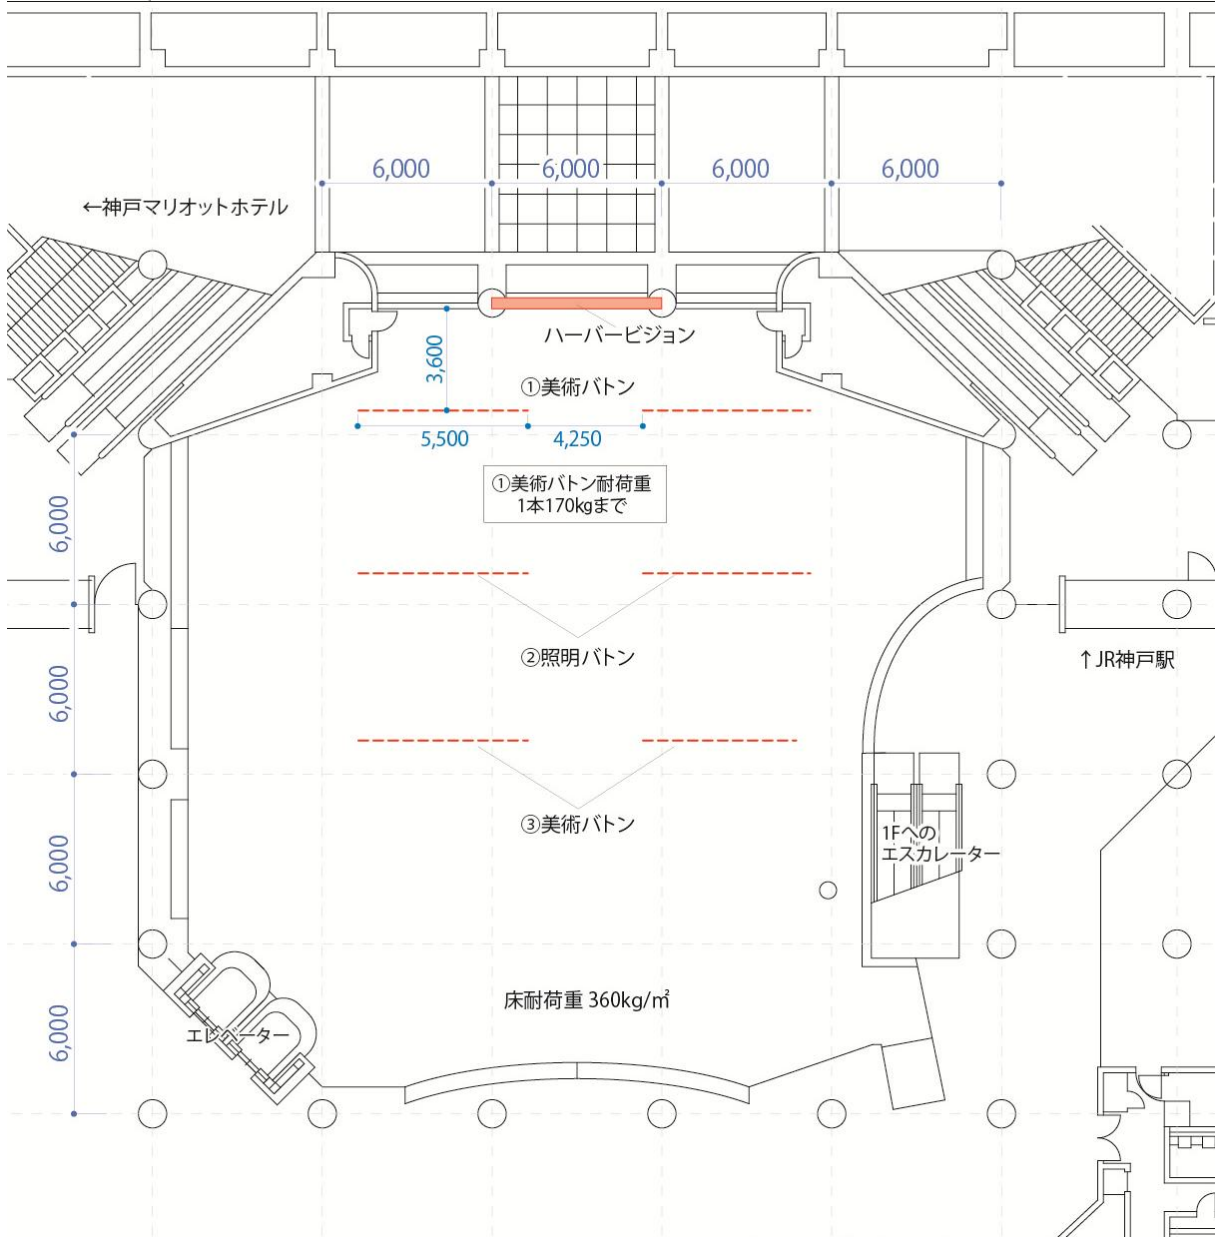 6,000
6,000
6,000
6,000
←神戸マリオットホテル
ハーバービジョン
3,600
①美術バトン
5,500
4,250
①美術バトン耐荷重
1本170kgまで
6,000
②照明バトン
↑JR神戸駅
6,000
③美術バトン
1Fへの
エスカレーター
6,000
床耐荷重 360kg/㎡
エレベーター
6,000